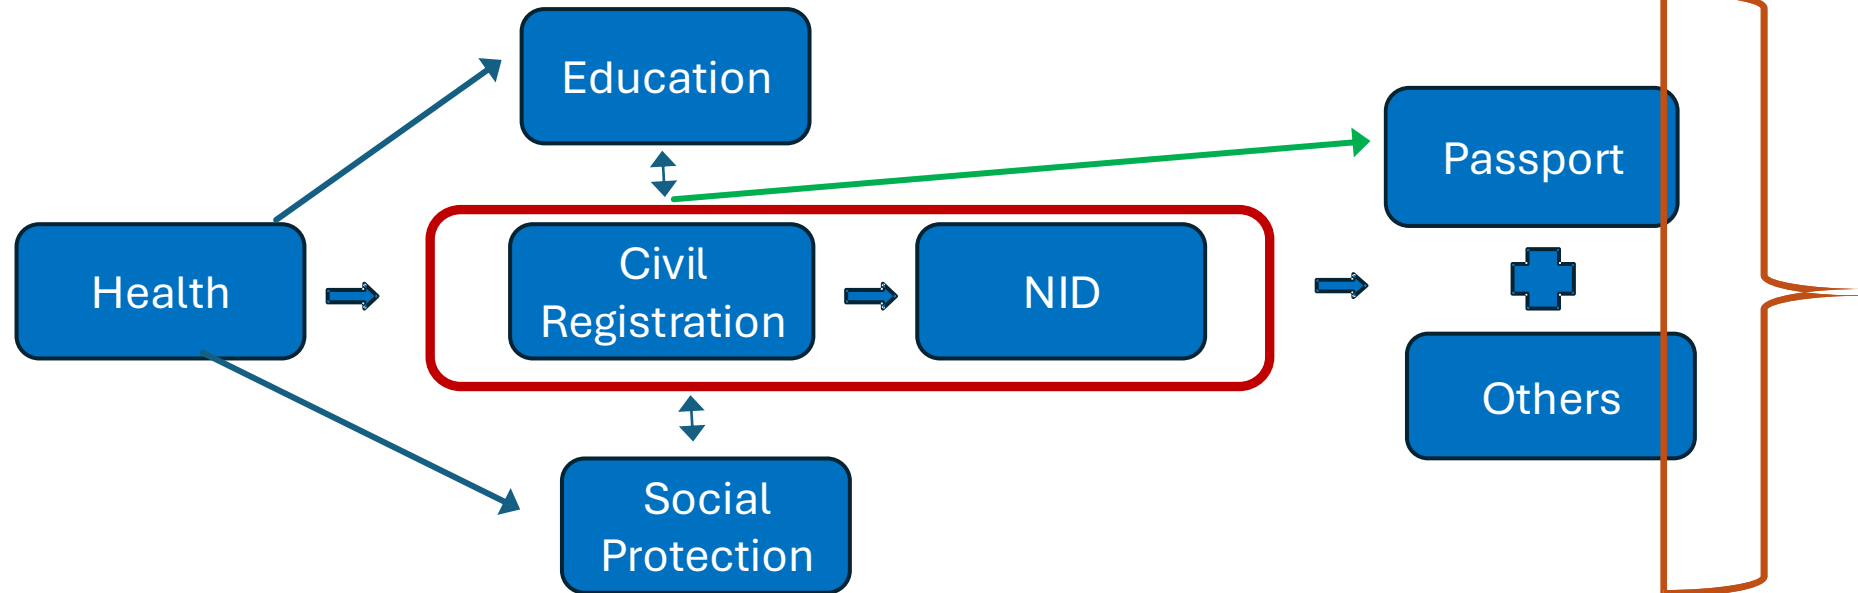 Education
Passport
Health
Civil
Registration
NID
Others
Social
Protection